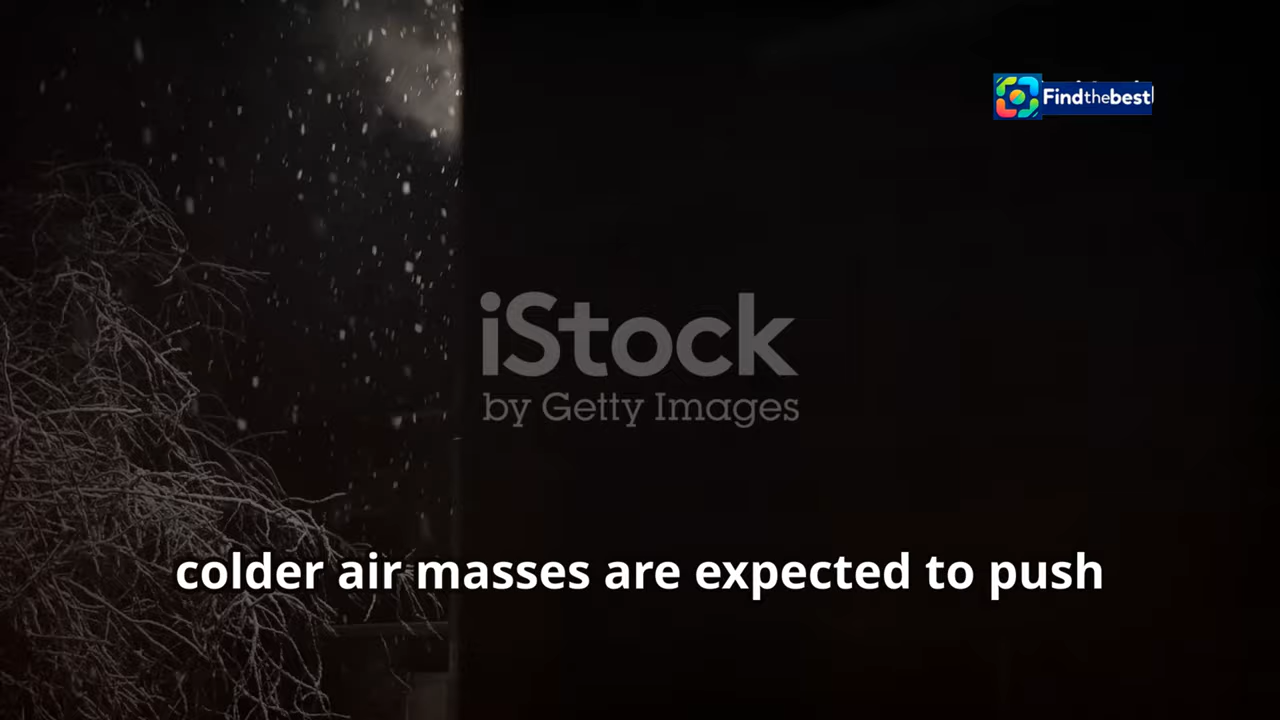 Findthebest
iStock
by Getty Images
colder air masses are expected to push